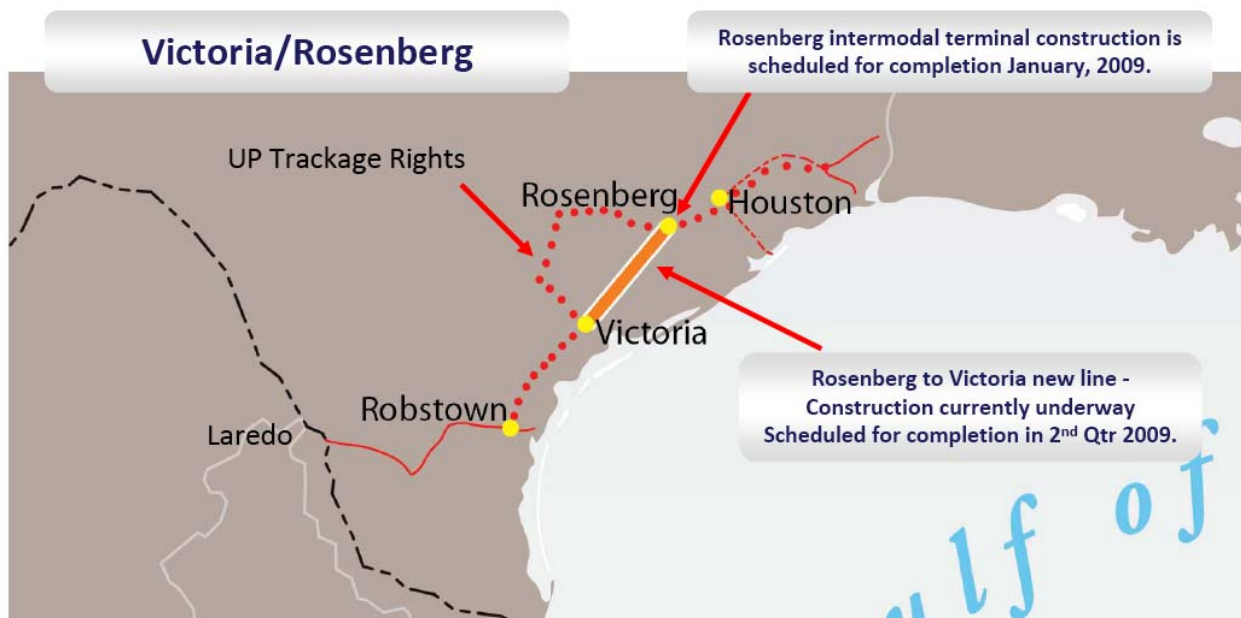 Victoria/Rosenberg
Rosenberg intermodal terminal construction is
scheduled for completion January, 2009.
UP Trackage Rights
Rosenberg
Houston
Victoria
Rosenberg to Victoria new line -
Construction currently underway
Scheduled for completion in 2nd Qtr 2009.
Robstown
Laredo
ulf of